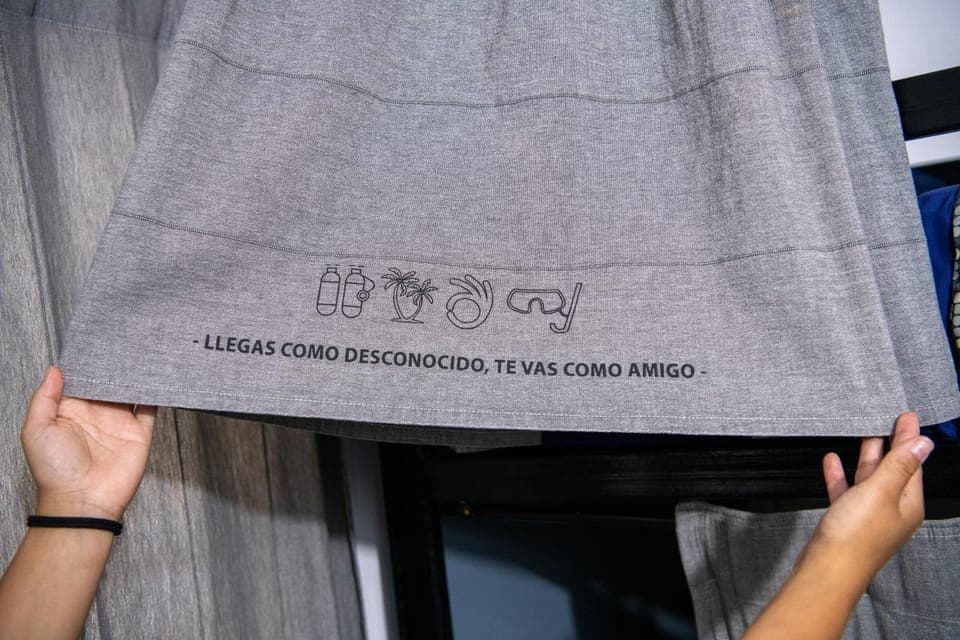 - LLEGAS COMO DESCONOCIDO, TE VAS COMO AMIGO -